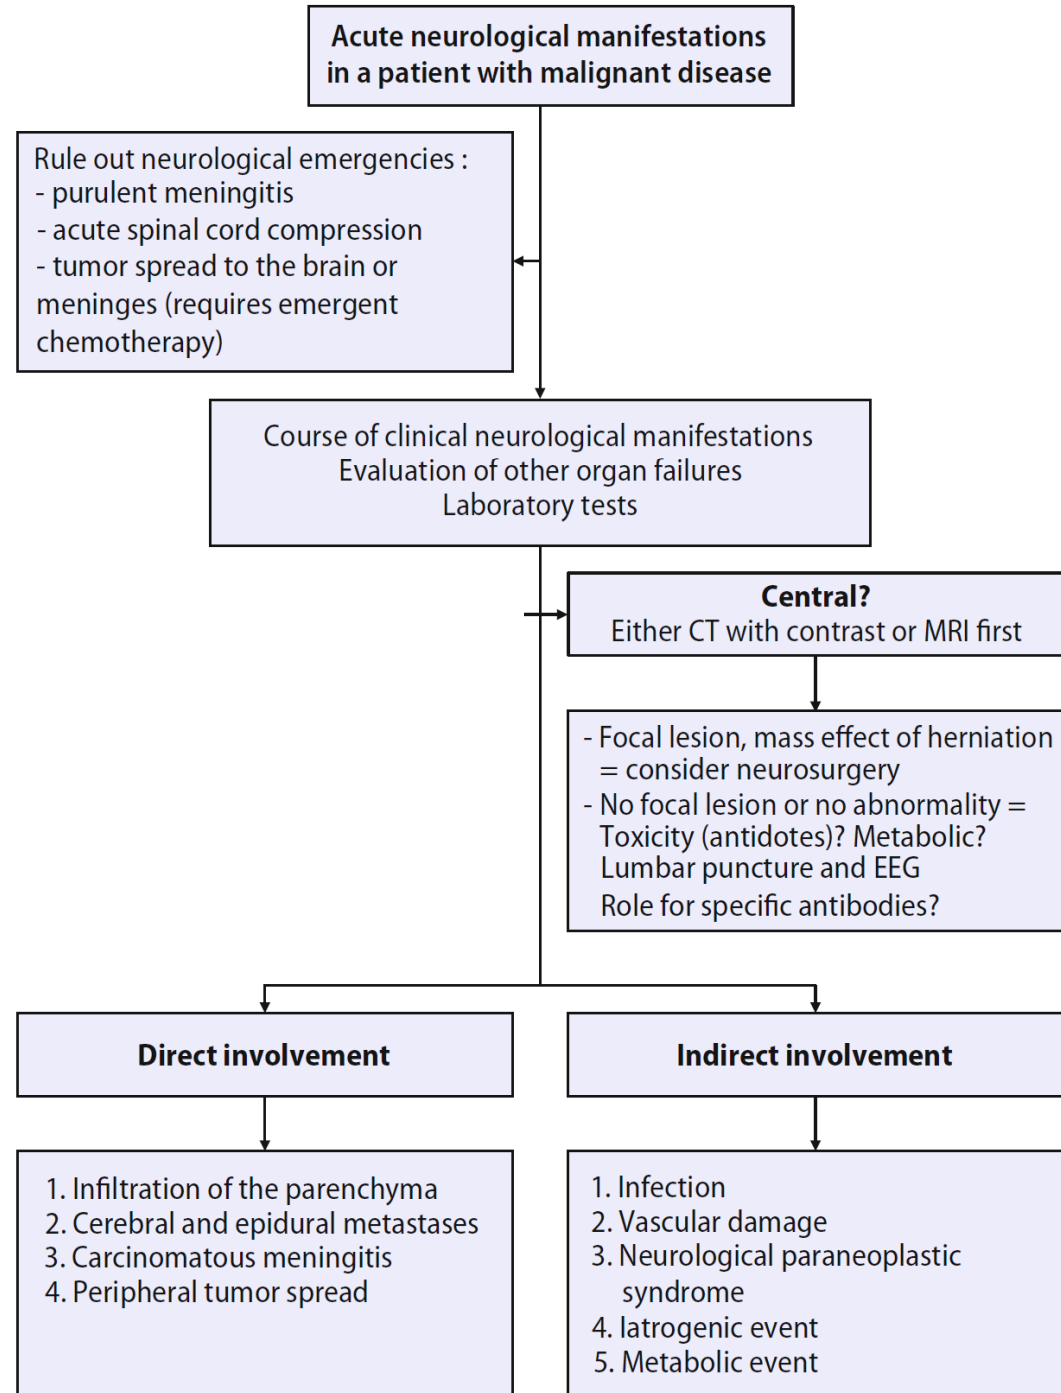 Acute neurological manifestations
in a patient with malignant disease
Rule out neurological emergencies :
- purulent meningitis
- acute spinal cord compression
- tumor spread to the brain or
meninges (requires emergent
chemotherapy)
Course of clinical neurological manifestations
Evaluation of other organ failures
Laboratory tests
Central?
Either CT with contrast or MRI first
- Focal lesion, mass effect of herniation
= consider neurosurgery
- No focal lesion or no abnormality =
Toxicity (antidotes)? Metabolic?
Lumbar puncture and EEG
Role for specific antibodies?
Direct involvement
Indirect involvement
1. Infiltration of the parenchyma
2. Cerebral and epidural metastases
3. Carcinomatous meningitis
4. Peripheral tumor spread
1. Infection
2. Vascular damage
3. Neurological paraneoplastic
syndrome
4. Iatrogenic event
5. Metabolic event